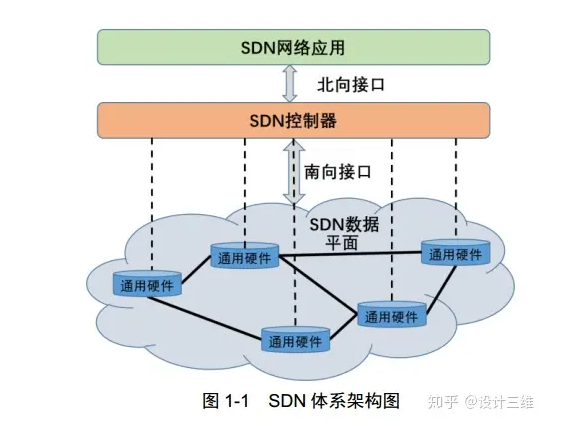 SDN网络应用
北向接口
SDN控制器
南向接口
SDN数据
平面
通用硬件
通用硬件
通用硬件
通用硬件
通用硬件
图 1-1 SDN 体系架构图
知乎 @设计三维